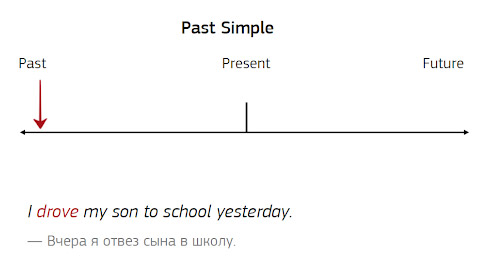 Past Simple
Past Present Future
I drove my son to school yesterday.
— Вчера я отвез сына в школу.